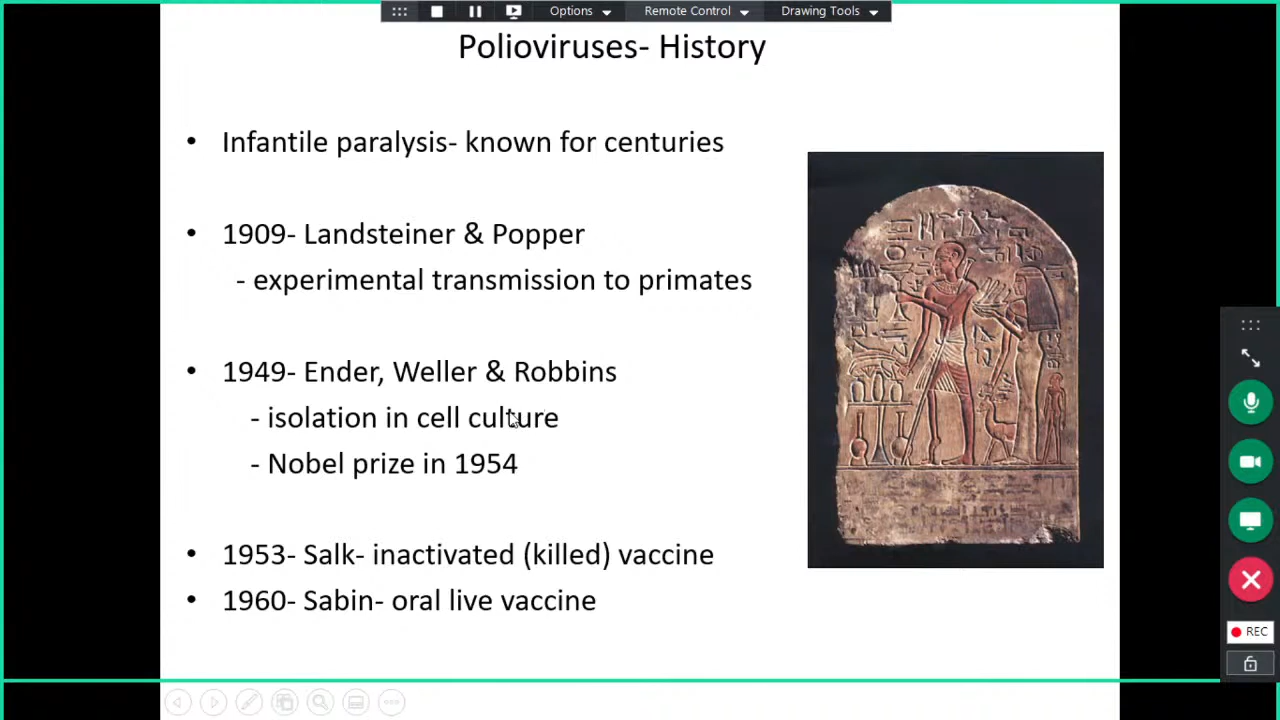 Options
Remote Control
Drawing Tools
Polioviruses- History
• Infantile paralysis- known for centuries
• 1909- Landsteiner & Popper
- experimental transmission to primates
• 1949- Ender, Weller & Robbins
- isolation in cell culture
- Nobel prize in 1954
• 1953- Salk- inactivated (killed) vaccine
• 1960- Sabin- oral live vaccine
REC